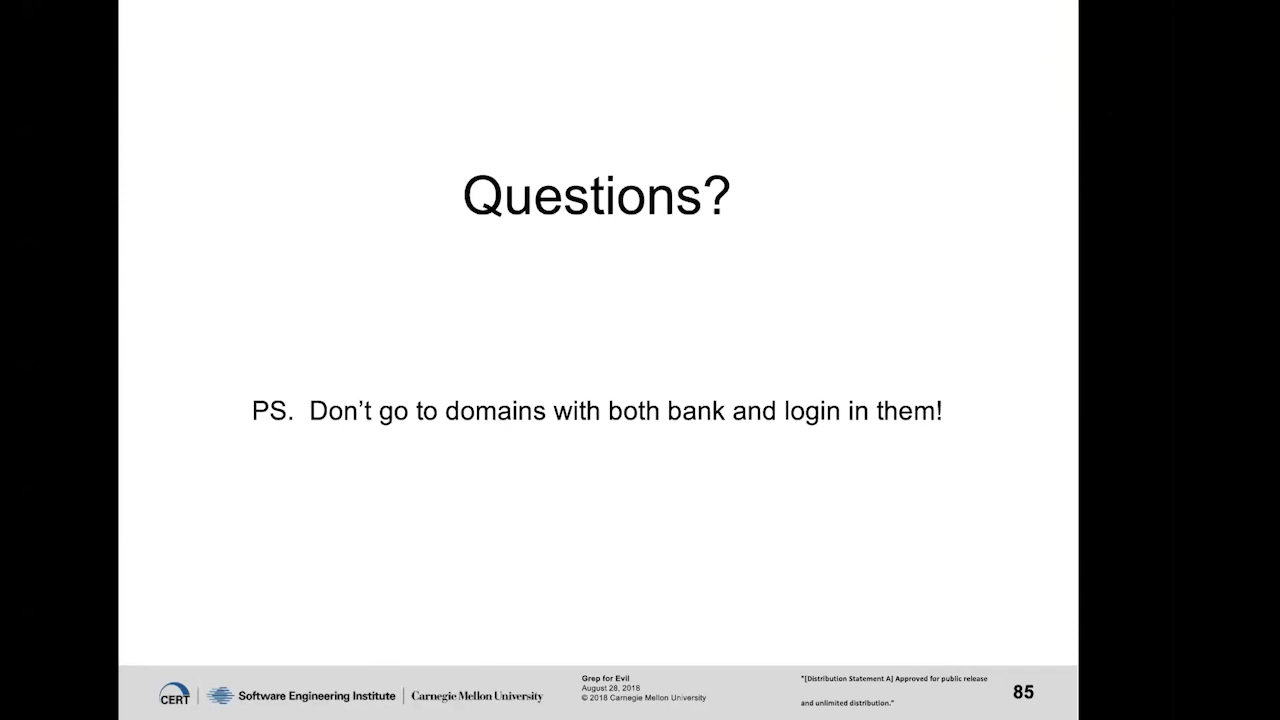 Questions?
PS.  Don’t go to domains with both bank and login in them!
CERT
Software Engineering Institute
Carnegie Mellon University
Grep for Evil
August 28, 2018
© 2018 Carnegie Mellon University
"[Distribution Statement A] Approved for public release
and unlimited distribution."
85